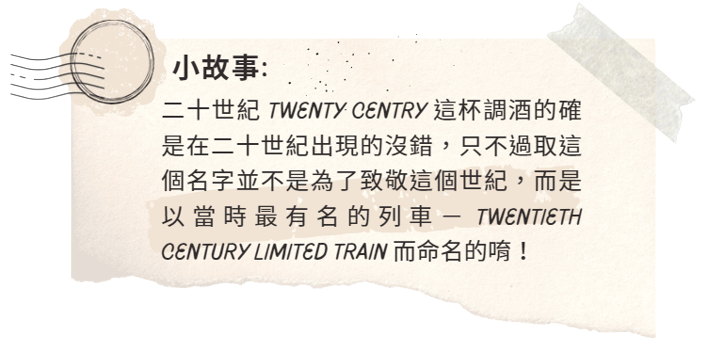 小故事:
二十世紀 TWENTY CENTRY 這杯調酒的確
是在二十世紀出現的沒錯，只不過取這
個名字並不是為了致敬這個世紀，而是
以當時最有名的列車 — TWENTIETH
CENTURY LIMITED TRAIN 而命名的唷！